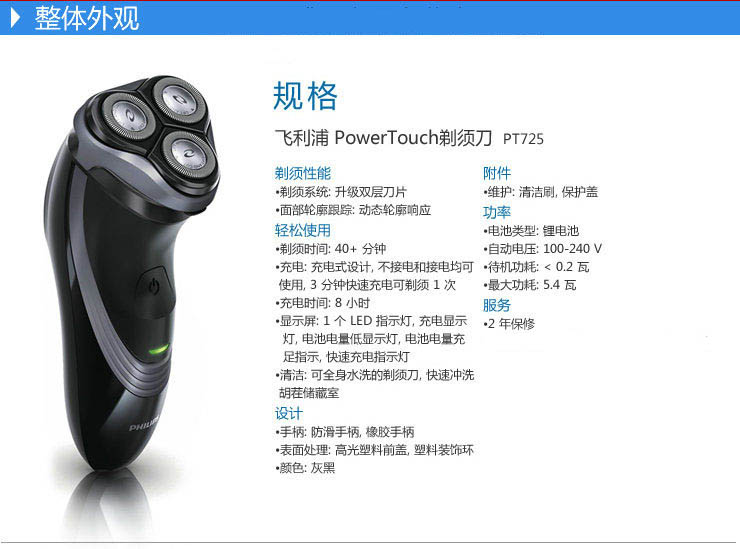 整体外观
规格
飞利浦 PowerTouch剃须刀 PT725
剃须性能
•剃须系统: 升级双层刀片
•面部轮廓跟踪: 动态轮廓响应
轻松使用
•剃须时间: 40+ 分钟
•充电: 充电式设计, 不接电和接电均可
使用, 3 分钟快速充电可剃须 1 次
•充电时间: 8 小时
•显示屏: 1 个 LED 指示灯, 充电显示
灯, 电池电量低显示灯, 电池电量充
足指示, 快速充电指示灯
•清洁: 可全身水洗的剃须刀, 快速冲洗
胡茬储藏室
设计
•手柄: 防滑手柄, 橡胶手柄
•表面处理: 高光塑料前盖, 塑料装饰环
•颜色: 灰黑
附件
•维护: 清洁刷, 保护盖
功率
•电池类型: 锂电池
•自动电压: 100-240 V
•待机功耗: < 0.2 瓦
•最大功耗: 5.4 瓦
服务
•2 年保修